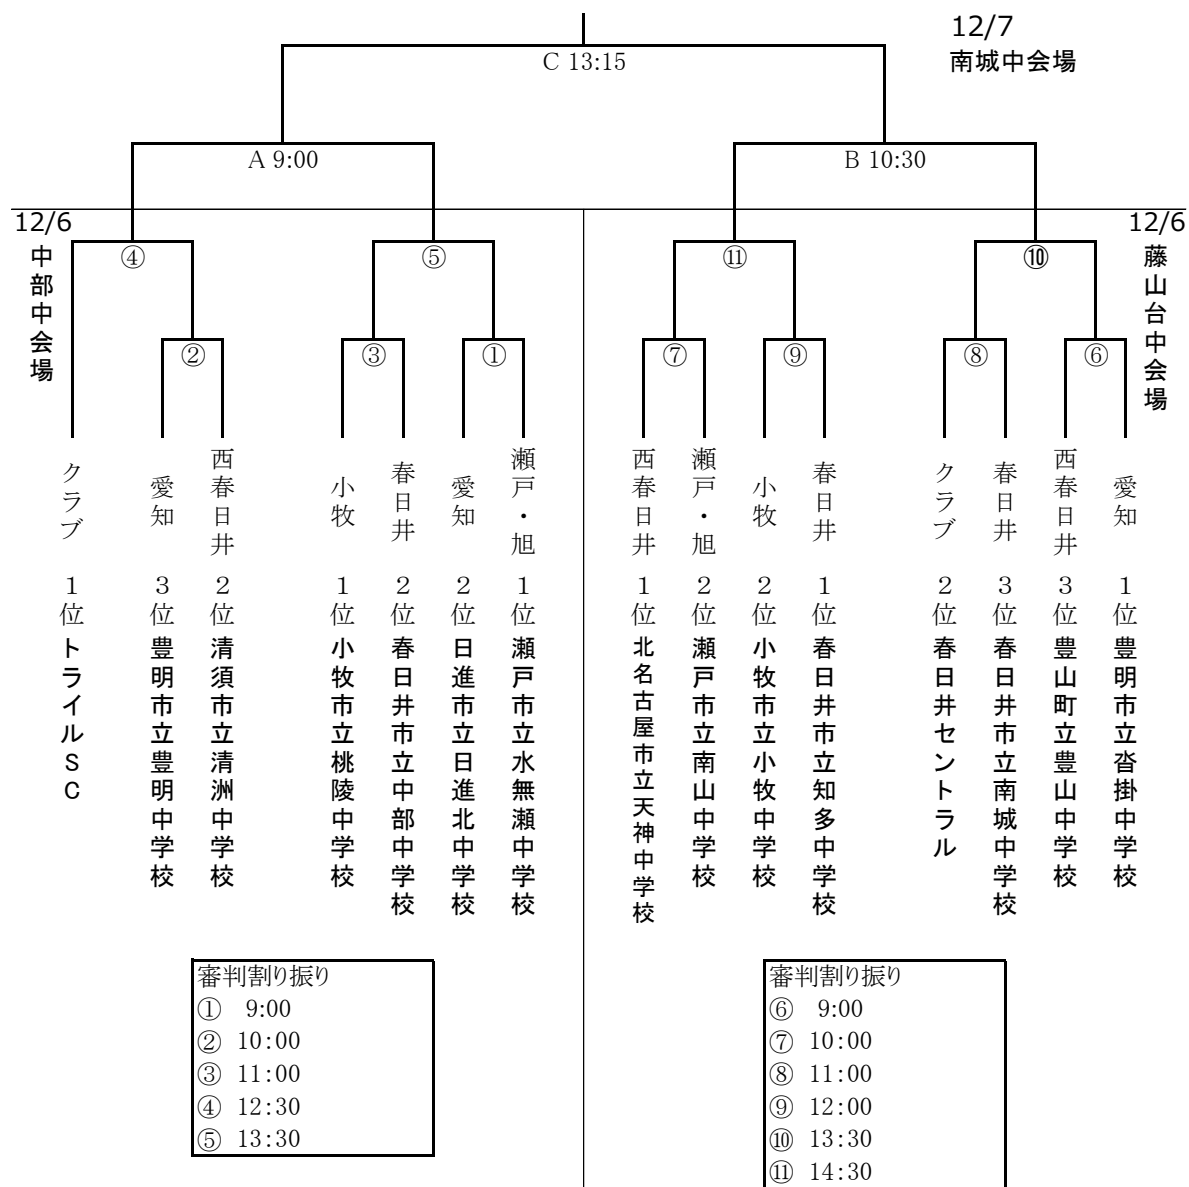 12/7
南城中会場
C 13:15
A 9:00
B 10:30
12/6
中部中会場
12/6
藤山台中会場
④
⑤
⑪
⑩
②
③
①
⑦
⑨
⑧
⑥
クラブ 1位 トライルSC
愛知 3位 豊明市立豊明中学校
西春日井 2位 清須市立清洲中学校
小牧 1位 小牧市立桃陵中学校
春日井 2位 春日井市立中部中学校
愛知 2位 日進市立日進北中学校
瀬戸・旭 1位 瀬戸市立水無瀬中学校
西春日井 1位 北名古屋市立天神中学校
瀬戸・旭 2位 瀬戸市立南山中学校
小牧 2位 小牧市立小牧中学校
春日井 1位 春日井市立知多中学校
クラブ 2位 春日井セントラル
春日井 3位 春日井市立南城中学校
西春日井 3位 豊山町立豊山中学校
愛知 1位 豊明市立沓掛中学校
審判割り振り
① 9:00
② 10:00
③ 11:00
④ 12:30
⑤ 13:30
審判割り振り
⑥ 9:00
⑦ 10:00
⑧ 11:00
⑨ 12:00
⑩ 13:30
⑪ 14:30